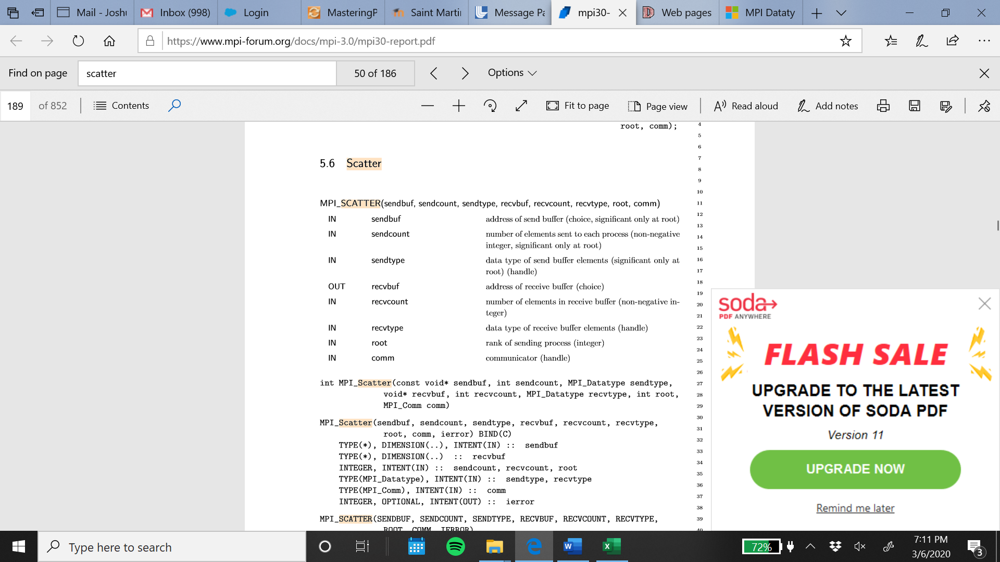 Mail - Joshu
Inbox (998)
Login
MasteringP
Saint Martin
Message Pa
mpi30-
Web pages
MPI Dataty
https://www.mpi-forum.org/docs/mpi-3.0/mpi30-report.pdf
Find on page
scatter
50 of 186
Options
189 of 852
Contents
Fit to page
Page view
Read aloud
Add notes
root, comm); 4
5
6
5.6 Scatter 7
8
9
10
MPI_SCATTER(sendbuf, sendcount, sendtype, recvbuf, recvcount, recvtype, root, comm) 11
IN sendbuf address of send buffer (choice, significant only at root) 12
13
IN sendcount number of elements sent to each process (non-negative 14
integer, significant only at root) 15
IN sendtype data type of send buffer elements (significant only at 16
root) (handle) 17
18
OUT recvbuf address of receive buffer (choice)
19
IN recvcount number of elements in receive buffer (non-negative in- 20
teger) 21
IN recvtype data type of receive buffer elements (handle) 22
23
IN root rank of sending process (integer)
24
IN comm communicator (handle) 25
26
int MPI_Scatter(const void* sendbuf, int sendcount, MPI_Datatype sendtype, 27
void* recvbuf, int recvcount, MPI_Datatype recvtype, int root, 28
MPI_Comm comm) 29
30
MPI_Scatter(sendbuf, sendcount, sendtype, recvbuf, recvcount, recvtype,
root, comm, ierror) BIND(C) 31
TYPE(*), DIMENSION(..), INTENT(IN) :: sendbuf 32
TYPE(*), DIMENSION(..) :: recvbuf 33
INTEGER, INTENT(IN) :: sendcount, recvcount, root 34
TYPE(MPI_Datatype), INTENT(IN) :: sendtype, recvtype 35
TYPE(MPI_Comm), INTENT(IN) :: comm 36
INTEGER, OPTIONAL, INTENT(OUT) :: ierror 37
38
MPI_SCATTER(SENDBUF, SENDCOUNT, SENDTYPE, RECVBUF, RECVCOUNT, RECVTYPE, 39
ROOT, COMM, IERROR) 40
soda
PDF ANYWHERE
FLASH SALE
UPGRADE TO THE LATEST
VERSION OF SODA PDF
Version 11
UPGRADE NOW
Remind me later
Type here to search
72%
7:11 PM
3/6/2020
3